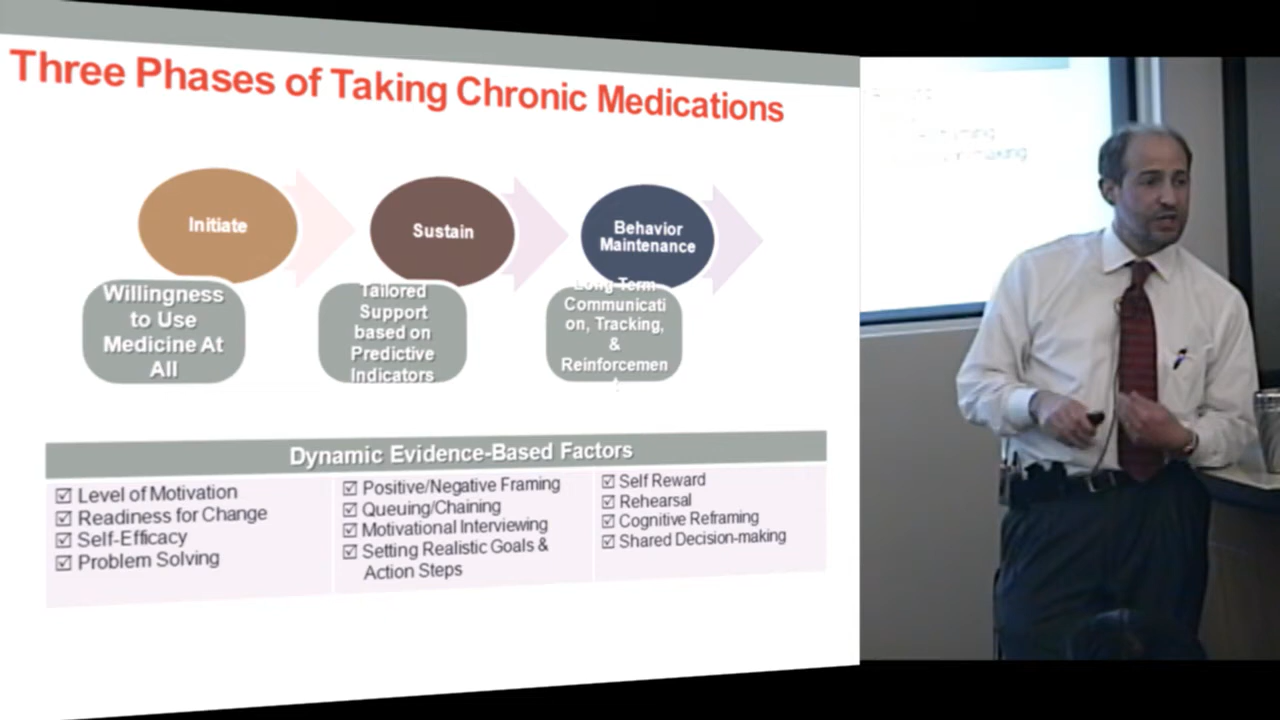 Three Phases of Taking Chronic Medications
Initiate
Sustain
Behavior
Maintenance
Willingness
to Use
Medicine At
All
Tailored
Support
based on
Predictive
Indicators
Long Term
Communicati
on, Tracking,
&
Reinforcemen
t
Dynamic Evidence-Based Factors
☑ Level of Motivation
☑ Readiness for Change
☑ Self-Efficacy
☑ Problem Solving
☑ Positive/Negative Framing
☑ Queuing/Chaining
☑ Motivational Interviewing
☑ Setting Realistic Goals &
Action Steps
☑ Self Reward
☑ Rehearsal
☑ Cognitive Reframing
☑ Shared Decision-making